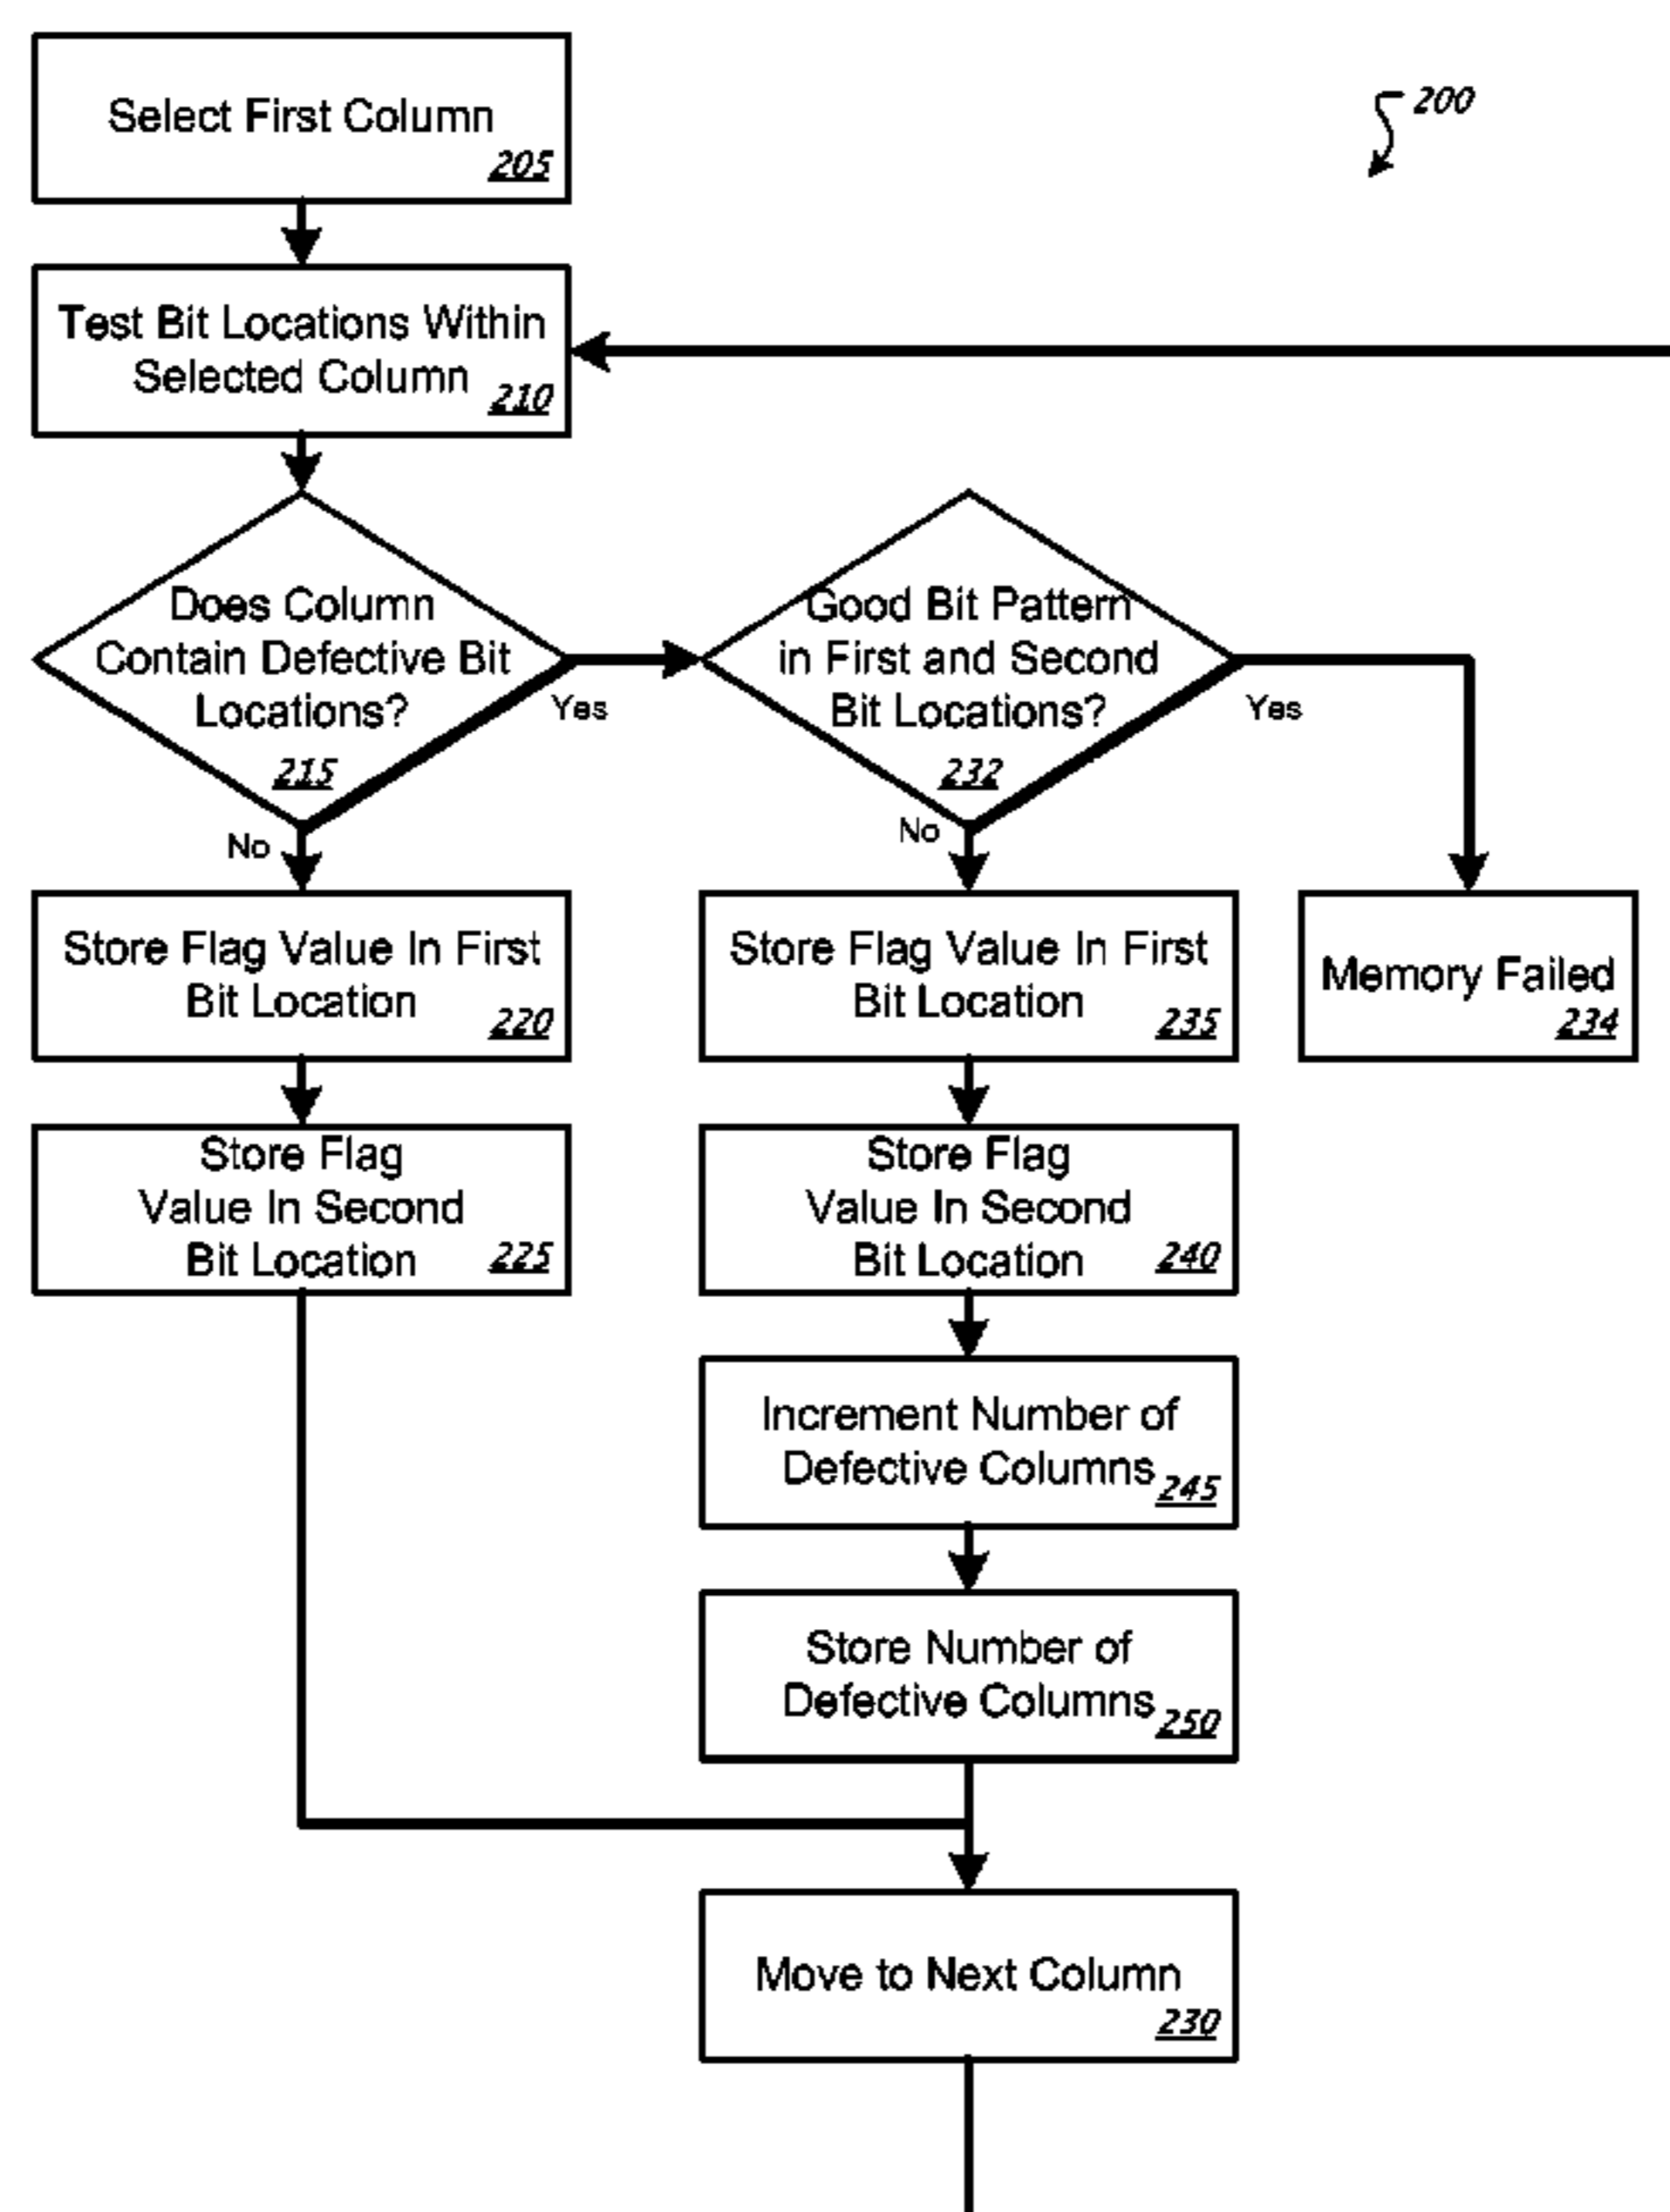 Select First Column
205
200
Test Bit Locations Within
Selected Column
210
Does Column
Contain Defective Bit
Locations?
215
Yes
No
Good Bit Pattern
in First and Second
Bit Locations?
232
Yes
No
Store Flag Value In First
Bit Location
220
Store Flag Value In First
Bit Location
235
Memory Failed
234
Store Flag
Value In Second
Bit Location
225
Store Flag
Value In Second
Bit Location
240
Increment Number of
Defective Columns
245
Store Number of
Defective Columns
250
Move to Next Column
230